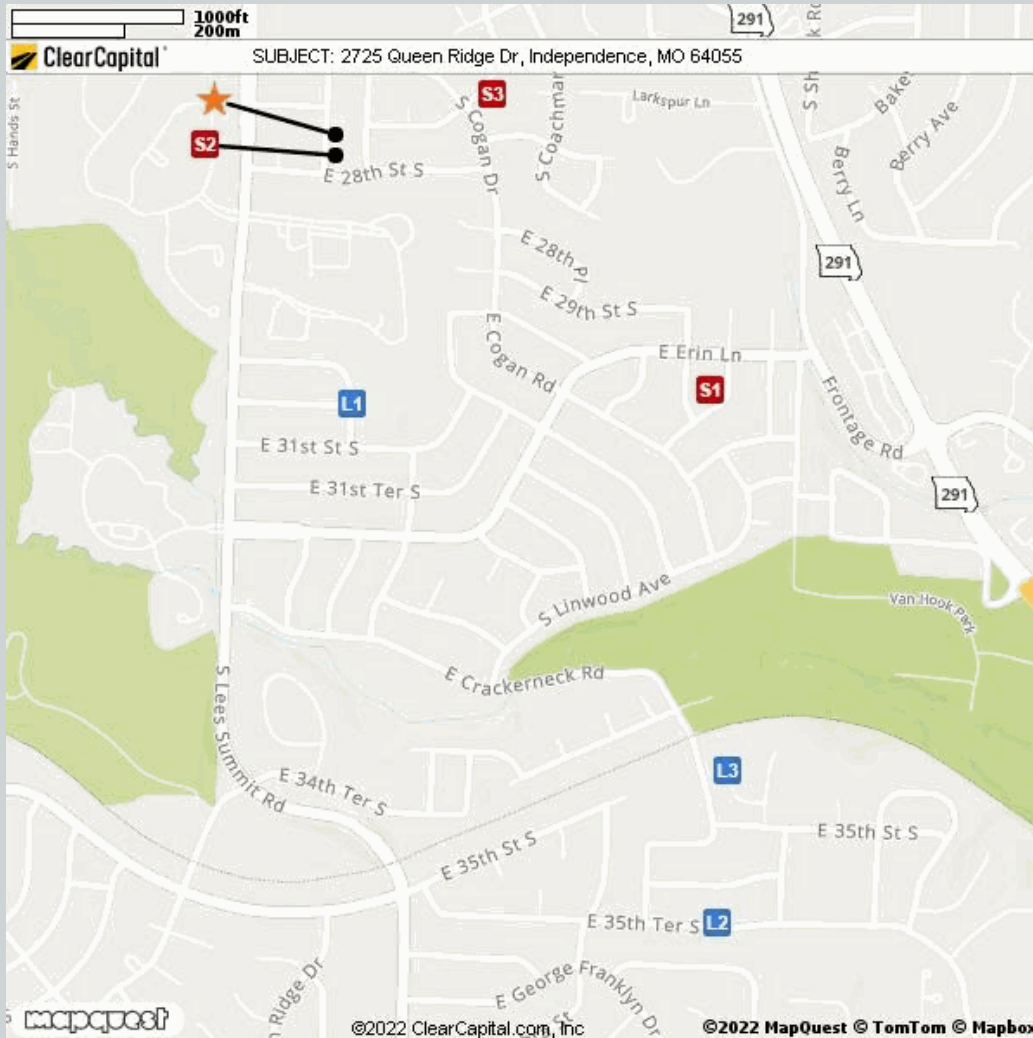 1000ft
200m
291
ClearCapital
SUBJECT: 2725 Queen Ridge Dr, Independence, MO 64055
S3
S2
Larkspur Ln
S Hands St
S Cogan Dr
S Coachman
S Sh
k Rd
Bake
Berry Ave
Berry Ln
E 28th St S
E 28th Pl
291
E 29th St S
E Cogan Rd
E Erin Ln
S1
L1
Frontage Rd
E 31st St S
E 31st Ter S
291
S Linwood Ave
Van Hook Park
E Crackerneck Rd
S Lees Summit Rd
L3
E 34th Ter S
E 35th St S
E 35th St S
E 35th Ter S
L2
n Ridge Dr
E George Franklyn Dr
St
mapquest
©2022 ClearCapital.com, Inc
©2022 MapQuest © TomTom © Mapbox